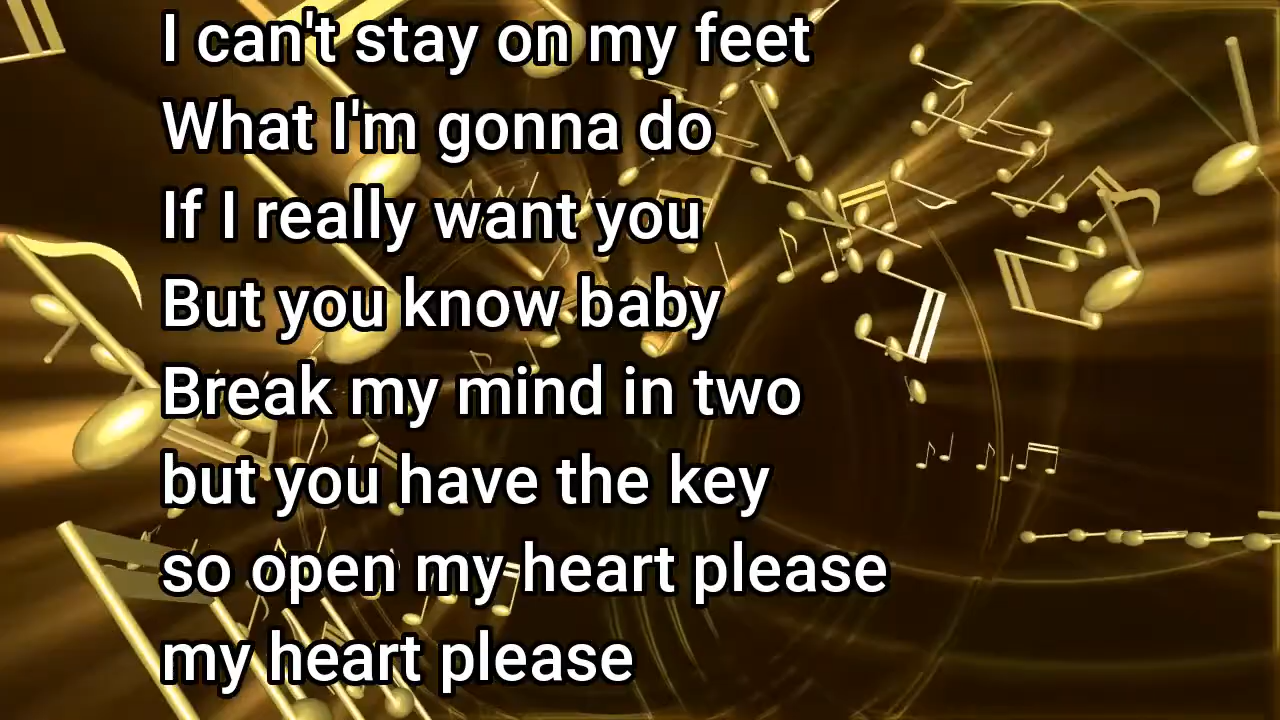 I can't stay on my feet
What I'm gonna do
If I really want you
But you know baby
Break my mind in two
but you have the key
so open my heart please
my heart please